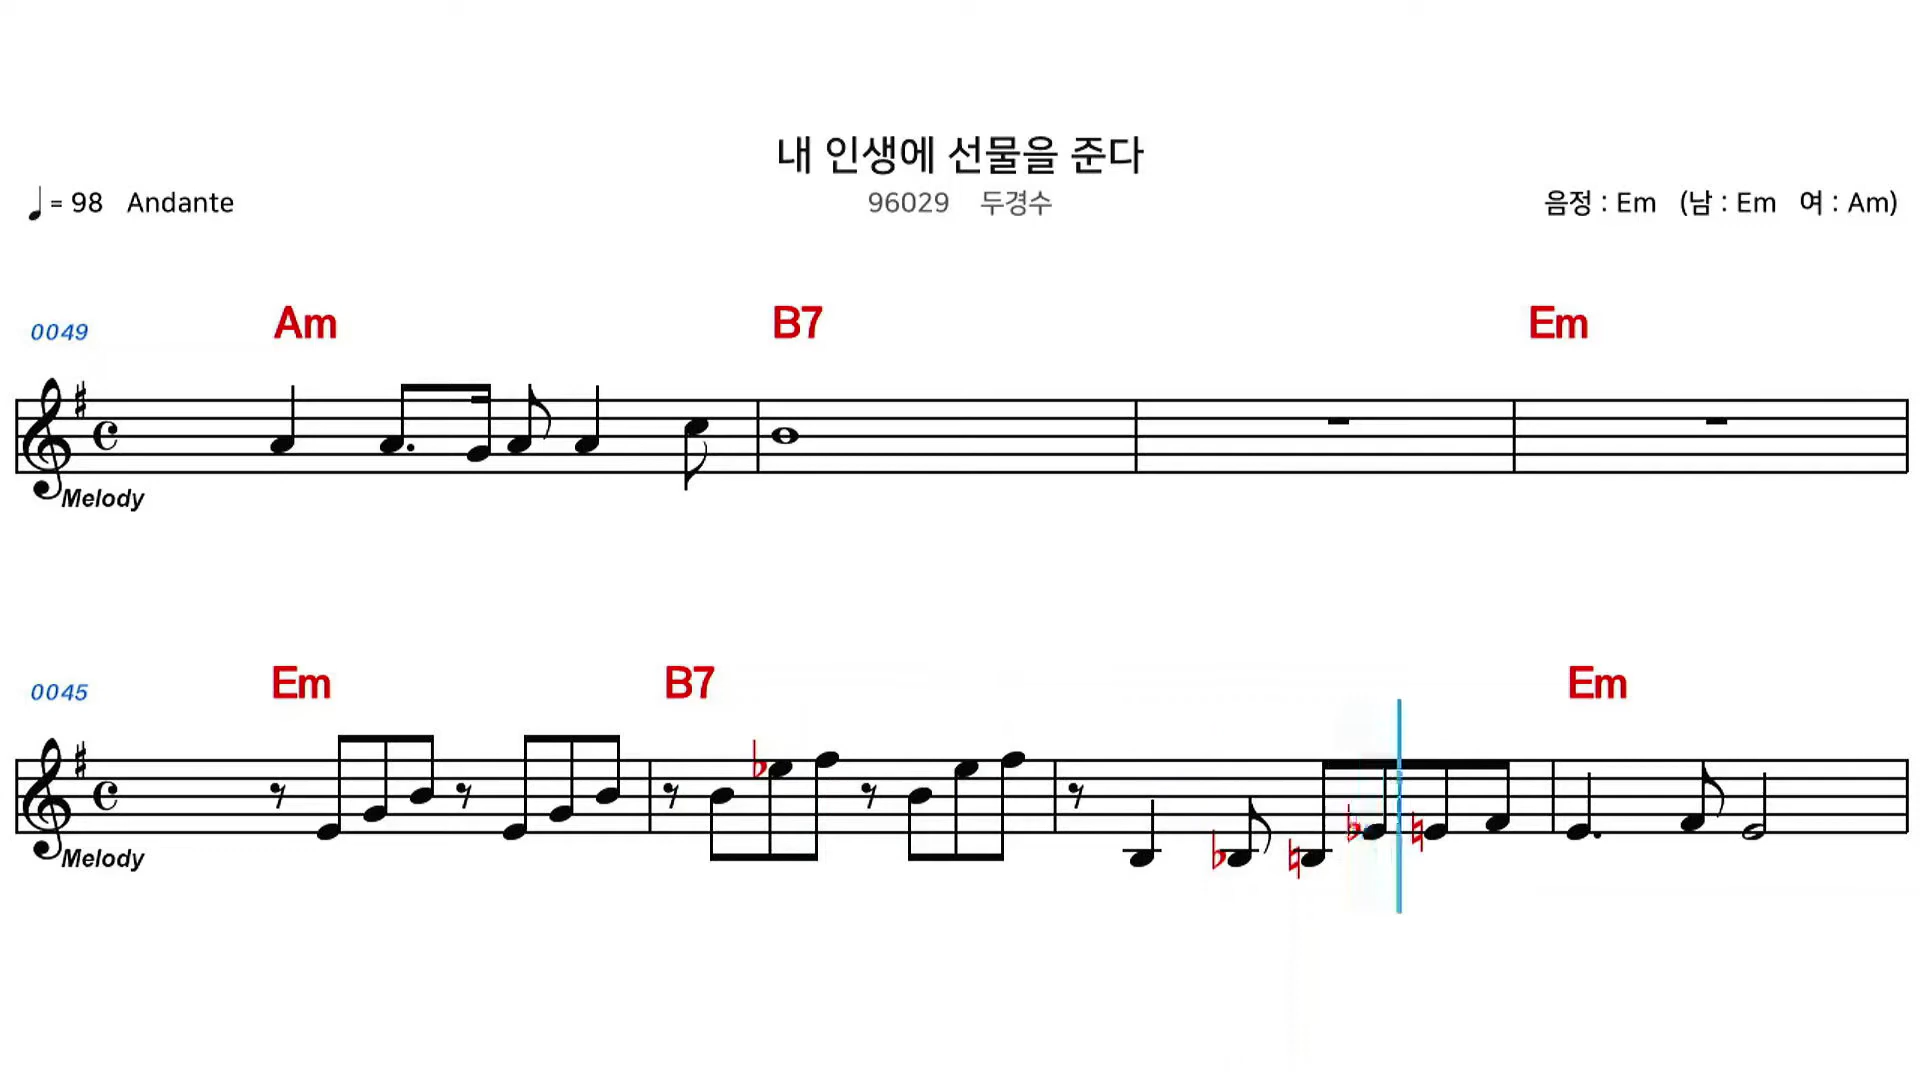 내 인생에 선물을 준다
♩ = 98 Andante 96029 두경수 음정 : Em (남 : Em 여 : Am)
0049 Am B7 Em
Melody
0045 Em B7 Em
Melody